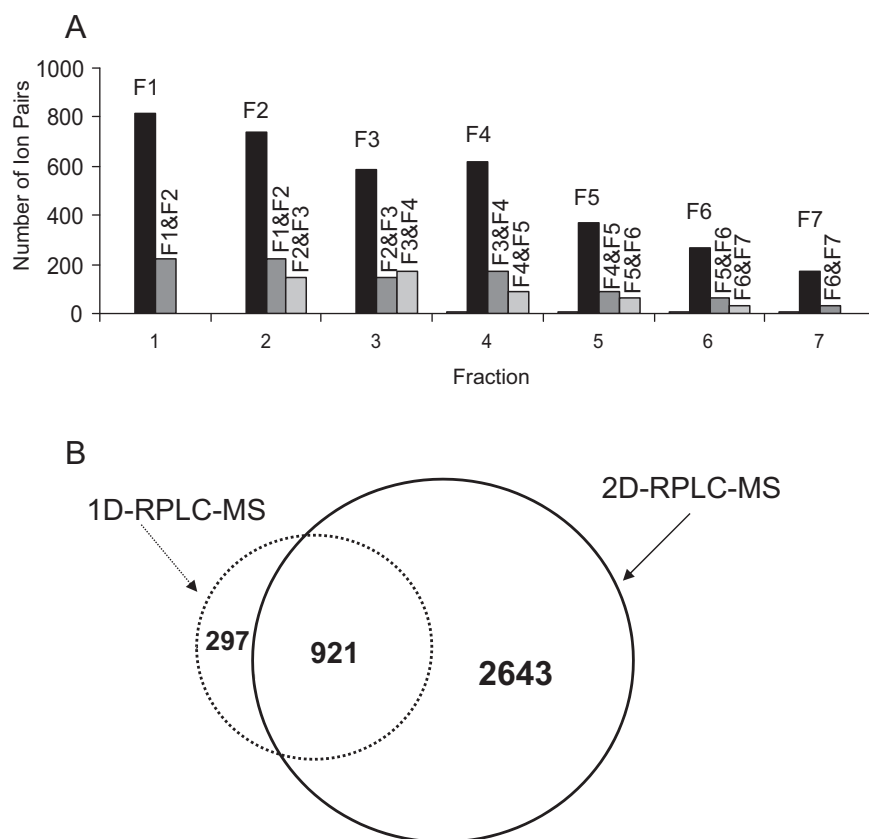 A
Number of Ion Pairs
1000
800
600
400
200
0
F1
F1&F2
F2
F1&F2
F2&F3
F3
F2&F3
F3&F4
F4
F3&F4
F4&F5
F5
F4&F5
F5&F6
F6
F5&F6
F6&F7
F7
F6&F7
1 2 3 4 5 6 7
Fraction
B
1D-RPLC-MS
2D-RPLC-MS
297
921
2643